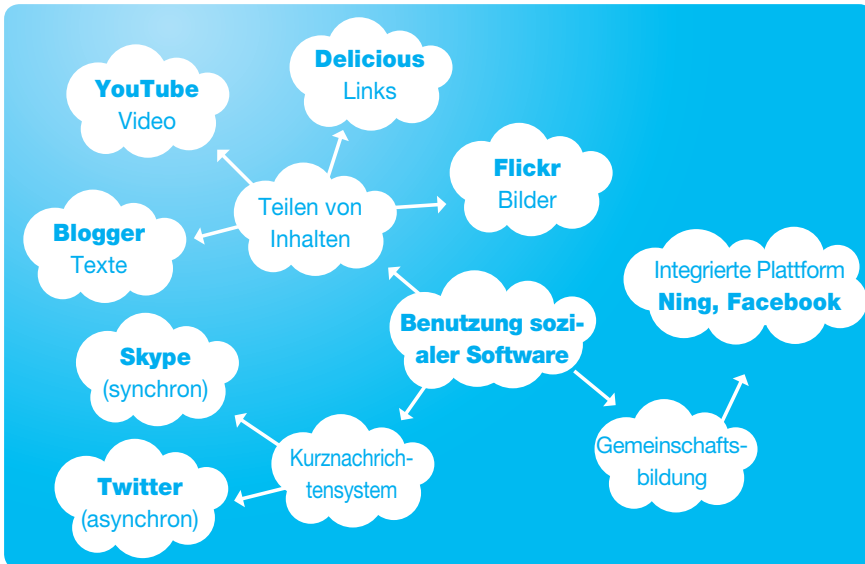 Delicious
Links
YouTube
Video
Flickr
Bilder
Teilen von
Inhalten
Blogger
Texte
Integrierte Plattform
Ning, Facebook
Benutzung sozi-
aler Software
Skype
(synchron)
Gemeinschafts-
bildung
Kurznachrich-
tensystem
Twitter
(asynchron)